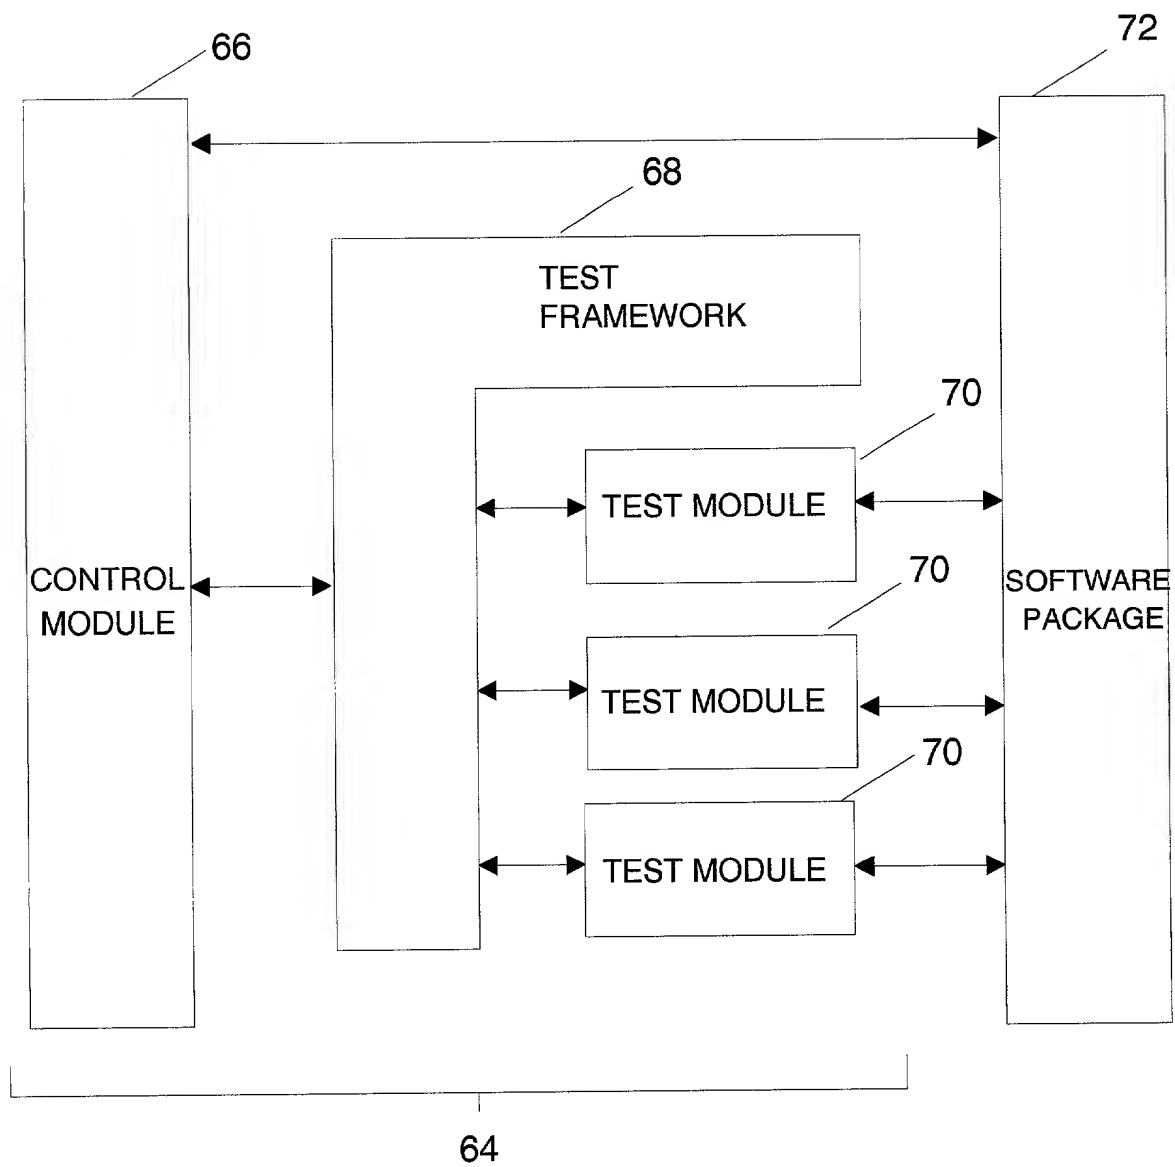 66
72
68
TEST
FRAMEWORK
70
TEST MODULE
70
CONTROL
MODULE
SOFTWARE
PACKAGE
TEST MODULE
70
TEST MODULE
64